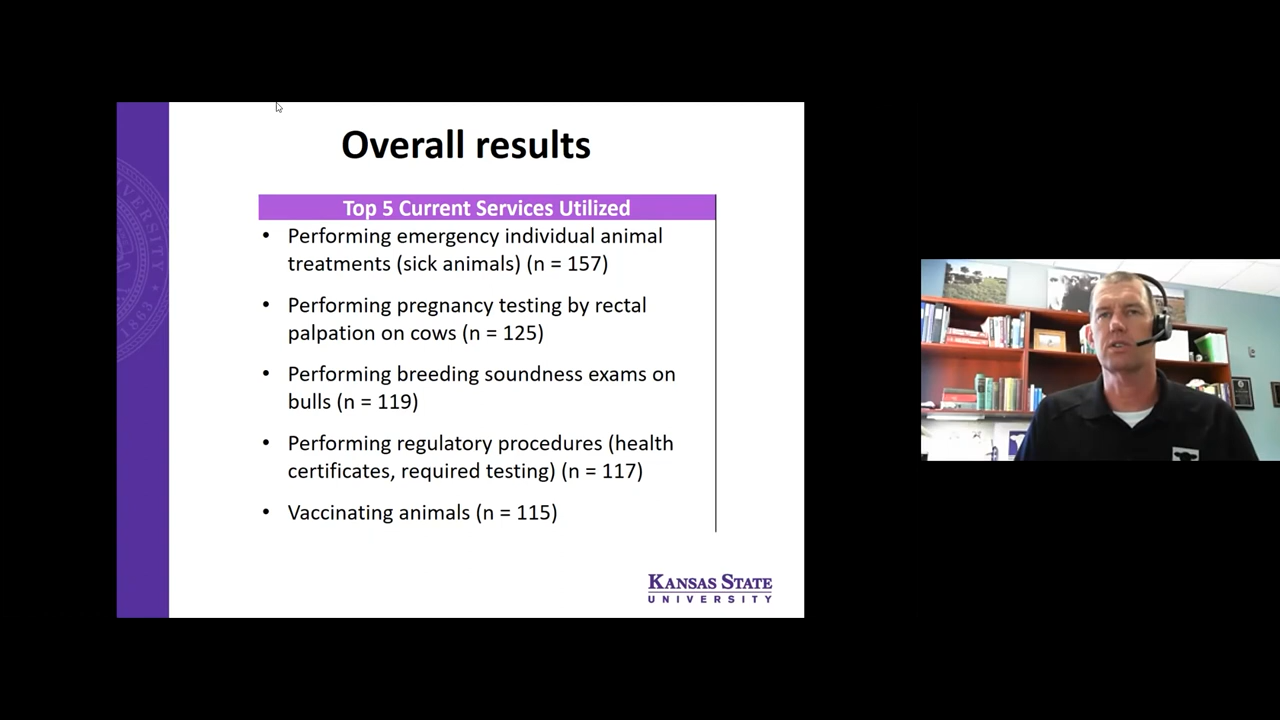 Overall results
Top 5 Current Services Utilized
• Performing emergency individual animal
treatments (sick animals) (n = 157)
• Performing pregnancy testing by rectal
palpation on cows (n = 125)
• Performing breeding soundness exams on
bulls (n = 119)
• Performing regulatory procedures (health
certificates, required testing) (n = 117)
• Vaccinating animals (n = 115)
KANSAS STATE
UNIVERSITY
UNIVERSITY
1863